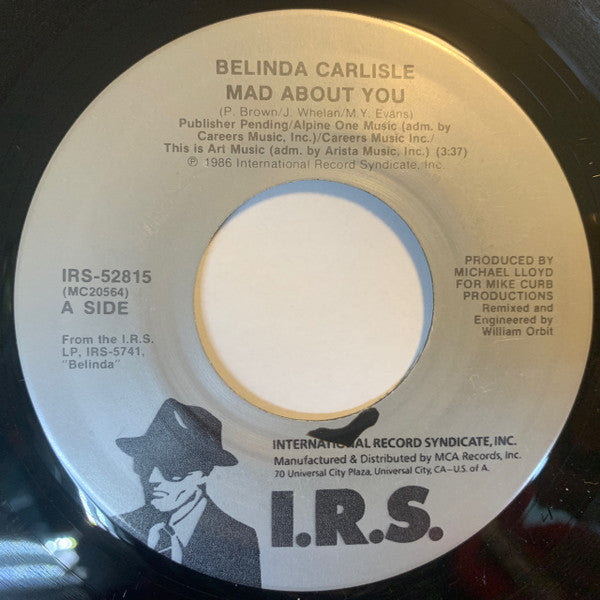 BELINDA CARLISLE
MAD ABOUT YOU
(P. Brown/J. Whelan/M.Y. Evans)
Publisher Pending/Alpine One Music (adm. by
Careers Music, Inc.)/Careers Music Inc./
This is Art Music (adm. by Arista Music, Inc.) (3:37)
℗ 1986 International Record Syndicate, Inc.
IRS-52815
(MC20564)
A SIDE
From the I.R.S.
LP, IRS-5741,
"Belinda"
PRODUCED BY
MICHAEL LLOYD
FOR MIKE CURB
PRODUCTIONS
Remixed and
Engineered by
William Orbit
INTERNATIONAL RECORD SYNDICATE, INC.
Manufactured & Distributed by MCA Records, Inc.
70 Universal City Plaza, Universal City, CA–U.S. of A.
I.R.S.